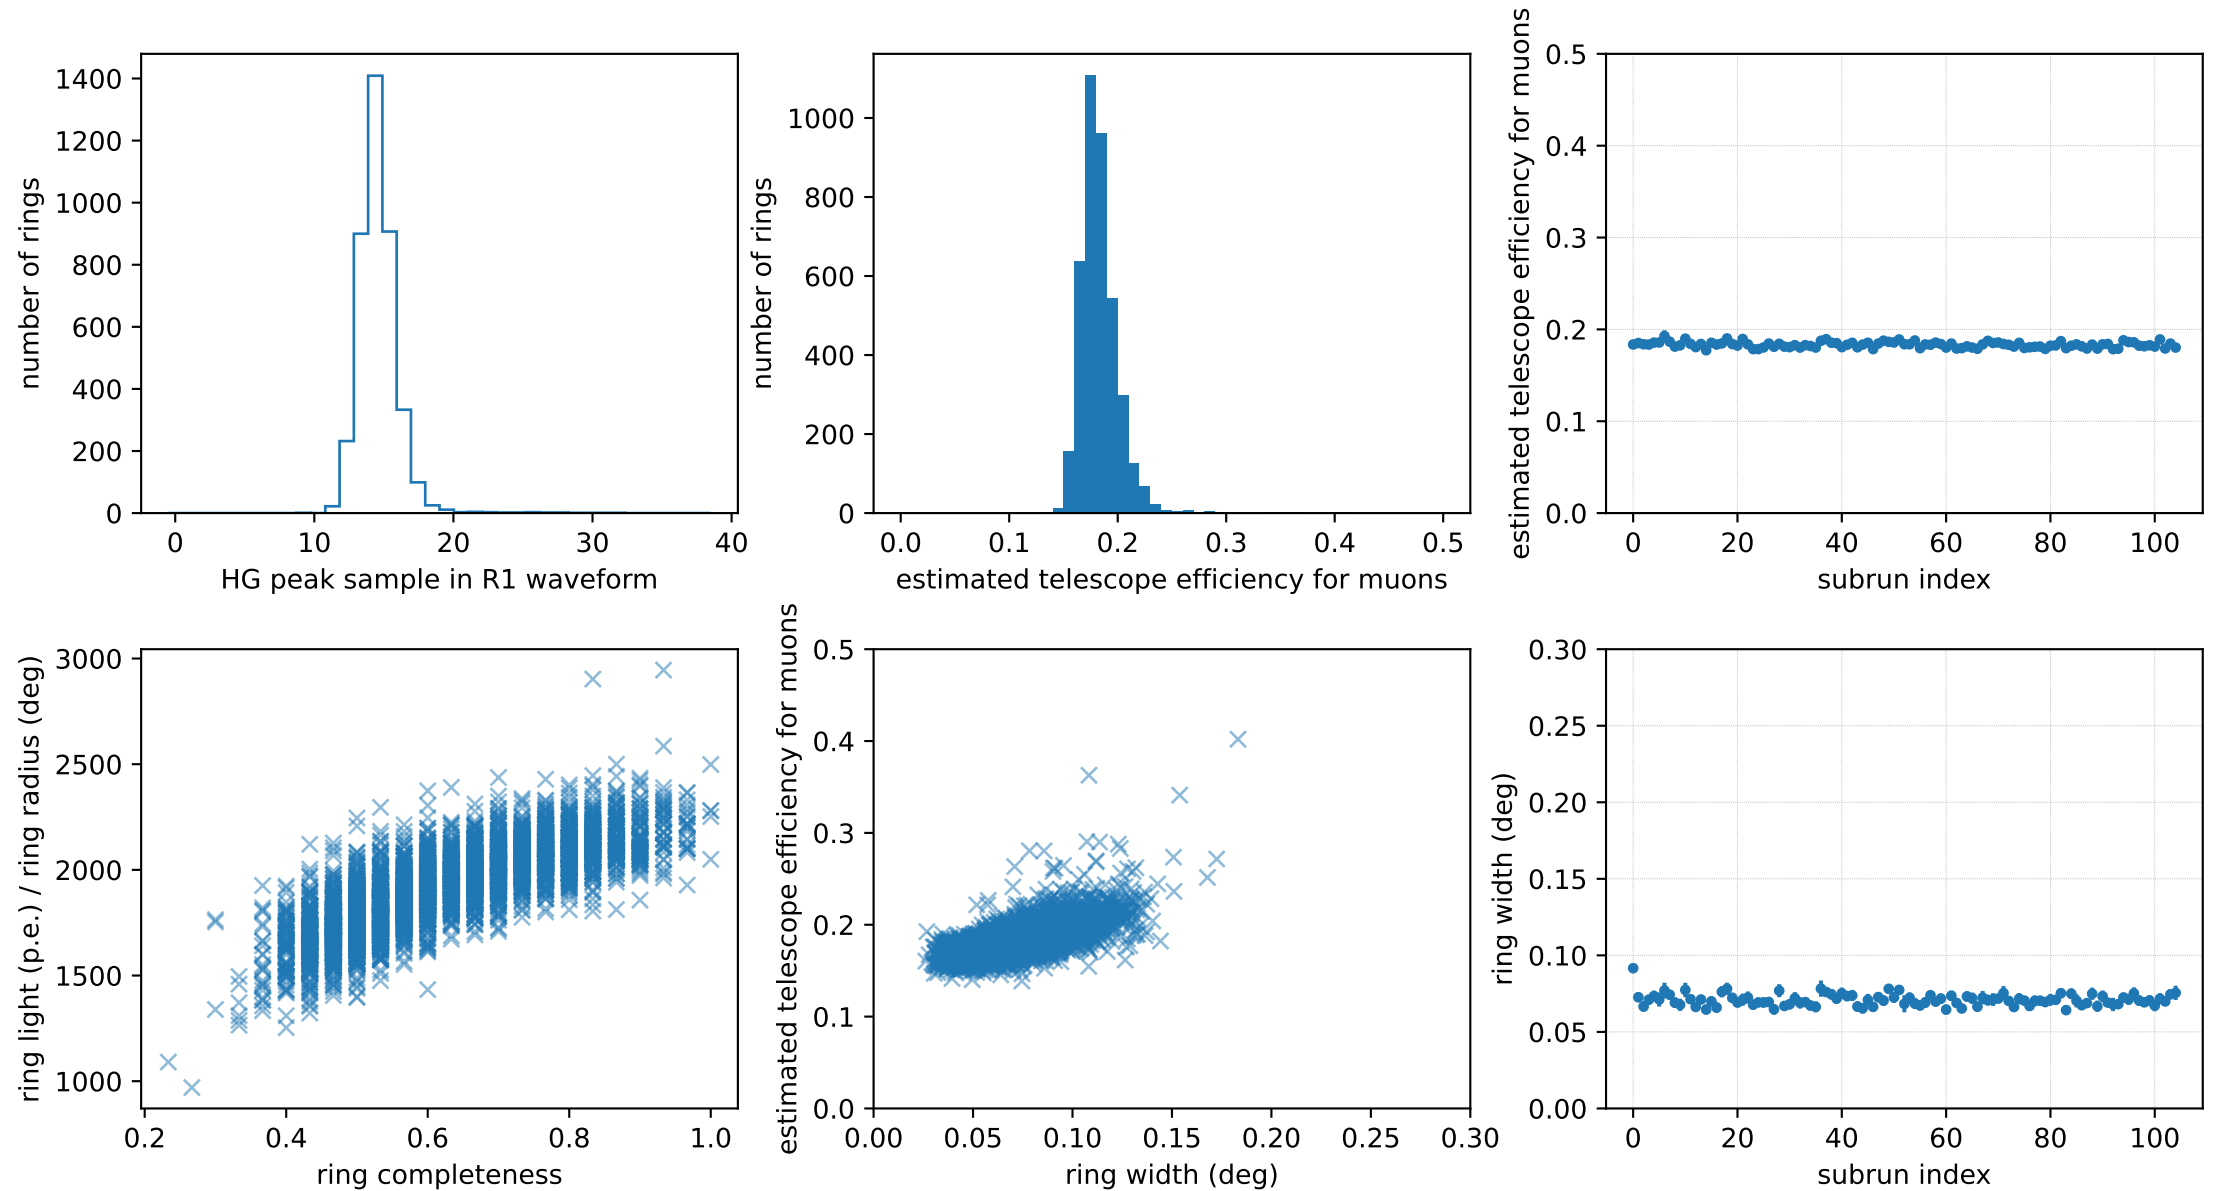 number of rings
1400
1200
1000
800
600
400
200
0
0 10 20 30 40
HG peak sample in R1 waveform
number of rings
1000
800
600
400
200
0
0.0 0.1 0.2 0.3 0.4 0.5
estimated telescope efficiency for muons
estimated telescope efficiency for muons
0.5
0.4
0.3
0.2
0.1
0.0
0 20 40 60 80 100
subrun index
ring light (p.e.) / ring radius (deg)
3000
2500
2000
1500
1000
0.2 0.4 0.6 0.8 1.0
ring completeness
estimated telescope efficiency for muons
0.5
0.4
0.3
0.2
0.1
0.0
0.00 0.05 0.10 0.15 0.20 0.25 0.30
ring width (deg)
ring width (deg)
0.30
0.25
0.20
0.15
0.10
0.05
0.00
0 20 40 60 80 100
subrun index